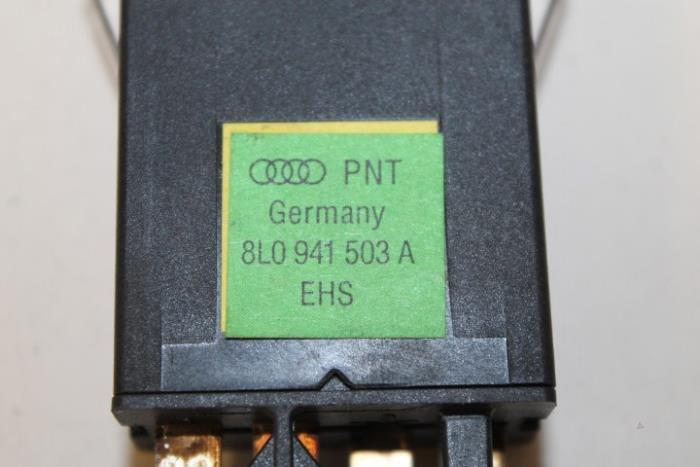 PNT
Germany
8L0 941 503 A
EHS